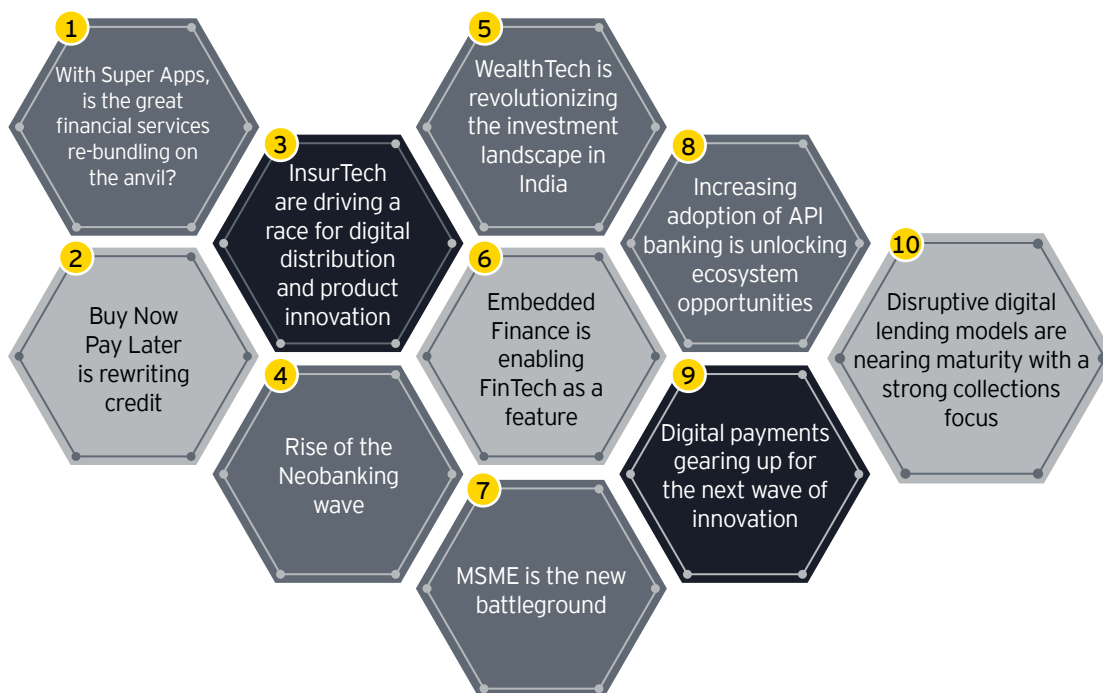 1
With Super Apps,
is the great
financial services
re-bundling on
the anvil?
2
Buy Now
Pay Later
is rewriting
credit
3
InsurTech
are driving a
race for digital
distribution
and product
innovation
4
Rise of the
Neobanking
wave
5
WealthTech is
revolutionizing
the investment
landscape in
India
6
Embedded
Finance is
enabling
FinTech as a
feature
7
MSME is the new
battleground
8
Increasing
adoption of API
banking is unlocking
ecosystem
opportunities
9
Digital payments
gearing up for
the next wave of
innovation
10
Disruptive digital
lending models are
nearing maturity with a
strong collections
focus